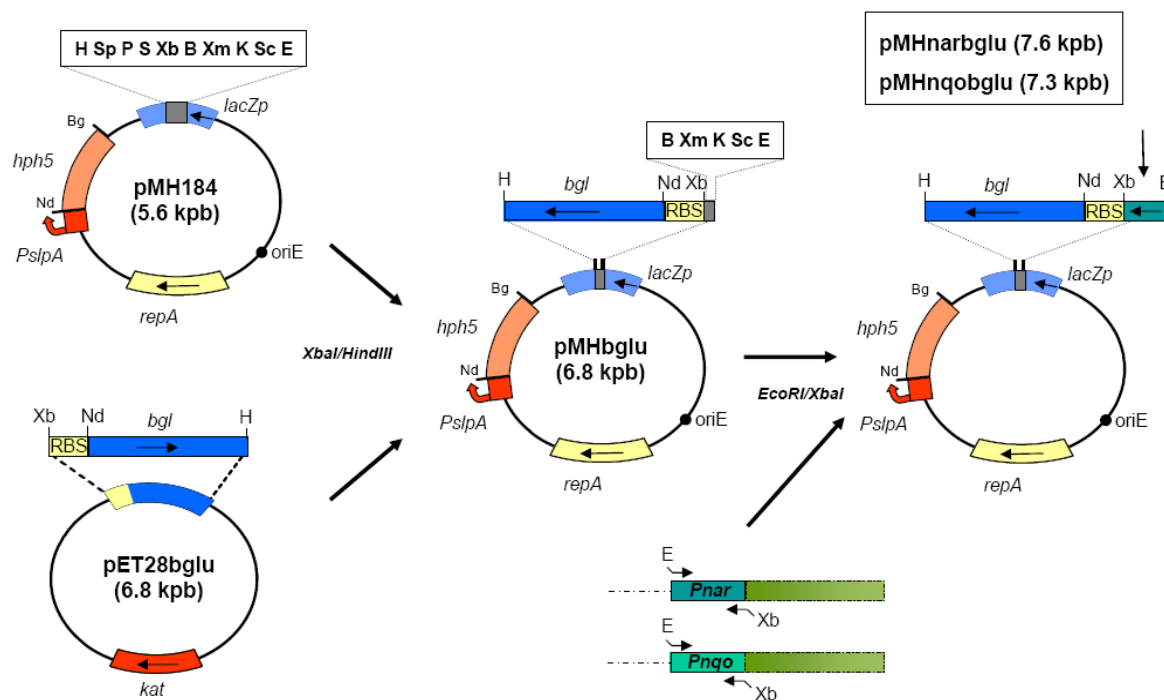 H Sp P S Xb B Xm K Sc E
lacZp
Bg
hph5
pMH184
(5.6 kpb)
Nd
PslpA
oriE
repA
Xb Nd bgl H
RBS
pET28bglu
(6.8 kpb)
kat
XbaI/HindIII
B Xm K Sc E
H bgl Nd Xb
RBS
lacZp
Bg
hph5
pMHbglu
(6.8 kpb)
Nd
PslpA
oriE
repA
EcoRI/XbaI
E
Pnar
Xb
E
Pnqo
Xb
pMHnarbglu (7.6 kpb)
pMHnqobglu (7.3 kpb)
H bgl Nd Xb E
RBS
lacZp
Bg
hph5
Nd
PslpA
oriE
repA